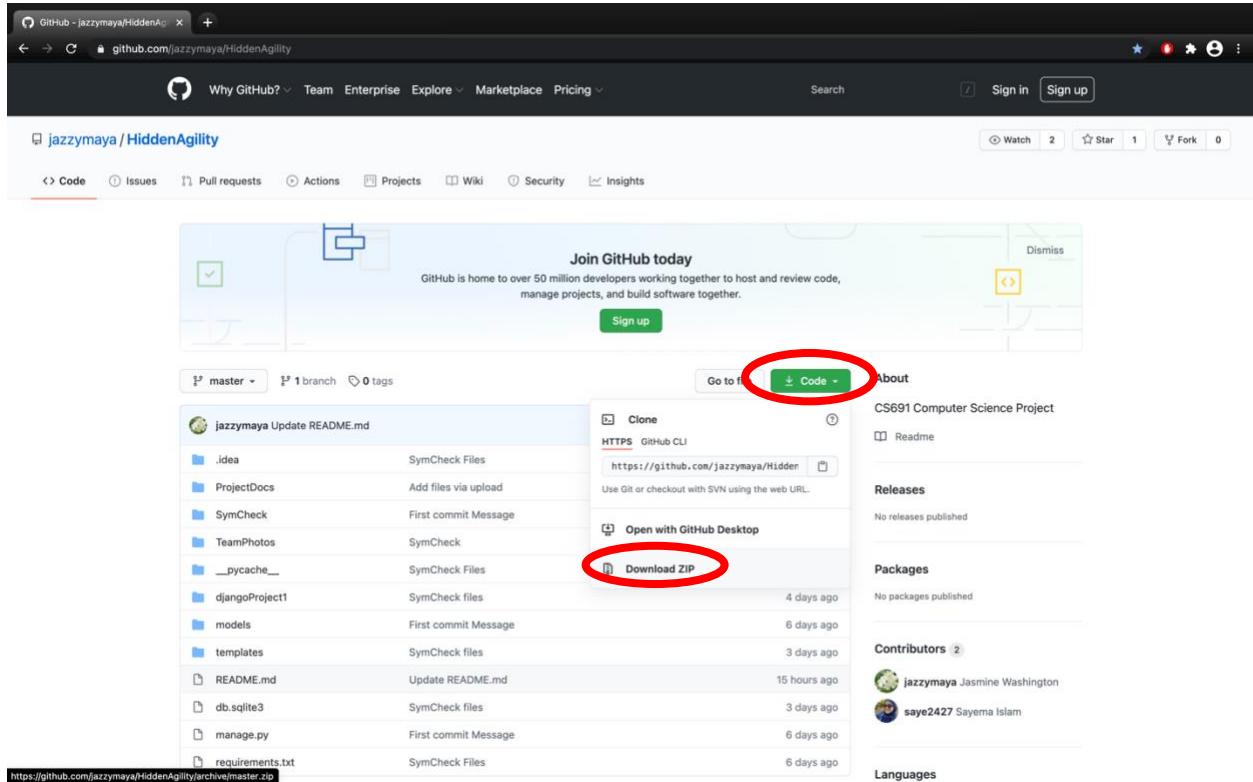 GitHub - jazzymaya/HiddenAg
github.com/jazzymaya/HiddenAgility
Why GitHub? Team Enterprise Explore Marketplace Pricing Search / Sign in Sign up
jazzymaya / HiddenAgility Watch 2 Star 1 Fork 0
<> Code Issues Pull requests Actions Projects Wiki Security Insights
Join GitHub today Dismiss
GitHub is home to over 50 million developers working together to host and review code,
manage projects, and build software together.
Sign up
master 1 branch 0 tags Go to Code About
CS691 Computer Science Project
jazzymaya Update README.md Clone
Readme
HTTPS GitHub CLI
.idea SymCheck Files https://github.com/jazzymaya/Hidden
ProjectDocs Add files via upload Use Git or checkout with SVN using the web URL. Releases
SymCheck First commit Message No releases published
Open with GitHub Desktop
TeamPhotos SymCheck
__pycache__ SymCheck Files Download ZIP Packages
djangoProject1 SymCheck files 4 days ago No packages published
models First commit Message 6 days ago
templates SymCheck files 3 days ago Contributors 2
README.md Update README.md 15 hours ago jazzymaya Jasmine Washington
db.sqlite3 SymCheck files 3 days ago saye2427 Sayema Islam
manage.py First commit Message 6 days ago
requirements.txt SymCheck Files 6 days ago
Languages
https://github.com/jazzymaya/HiddenAgility/archive/master.zip